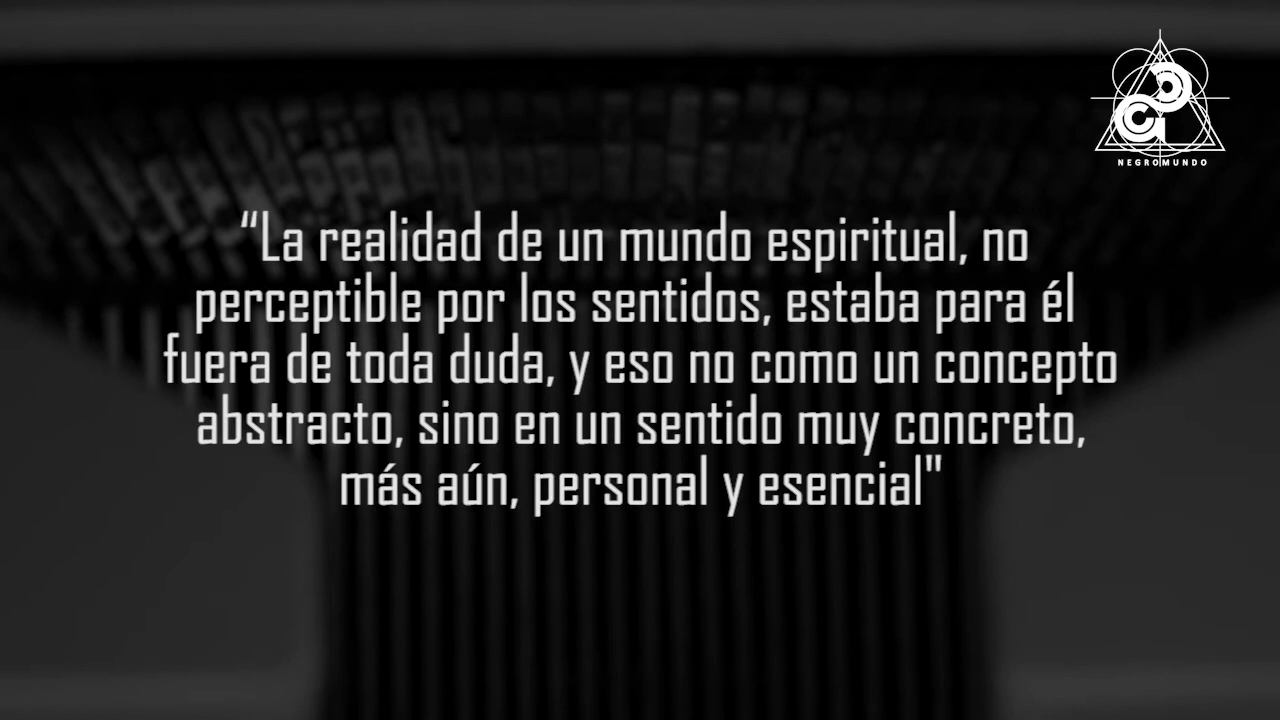 NEGROMUNDO
“La realidad de un mundo espiritual, no
perceptible por los sentidos, estaba para él
fuera de toda duda, y eso no como un concepto
abstracto, sino en un sentido muy concreto,
más aún, personal y esencial"